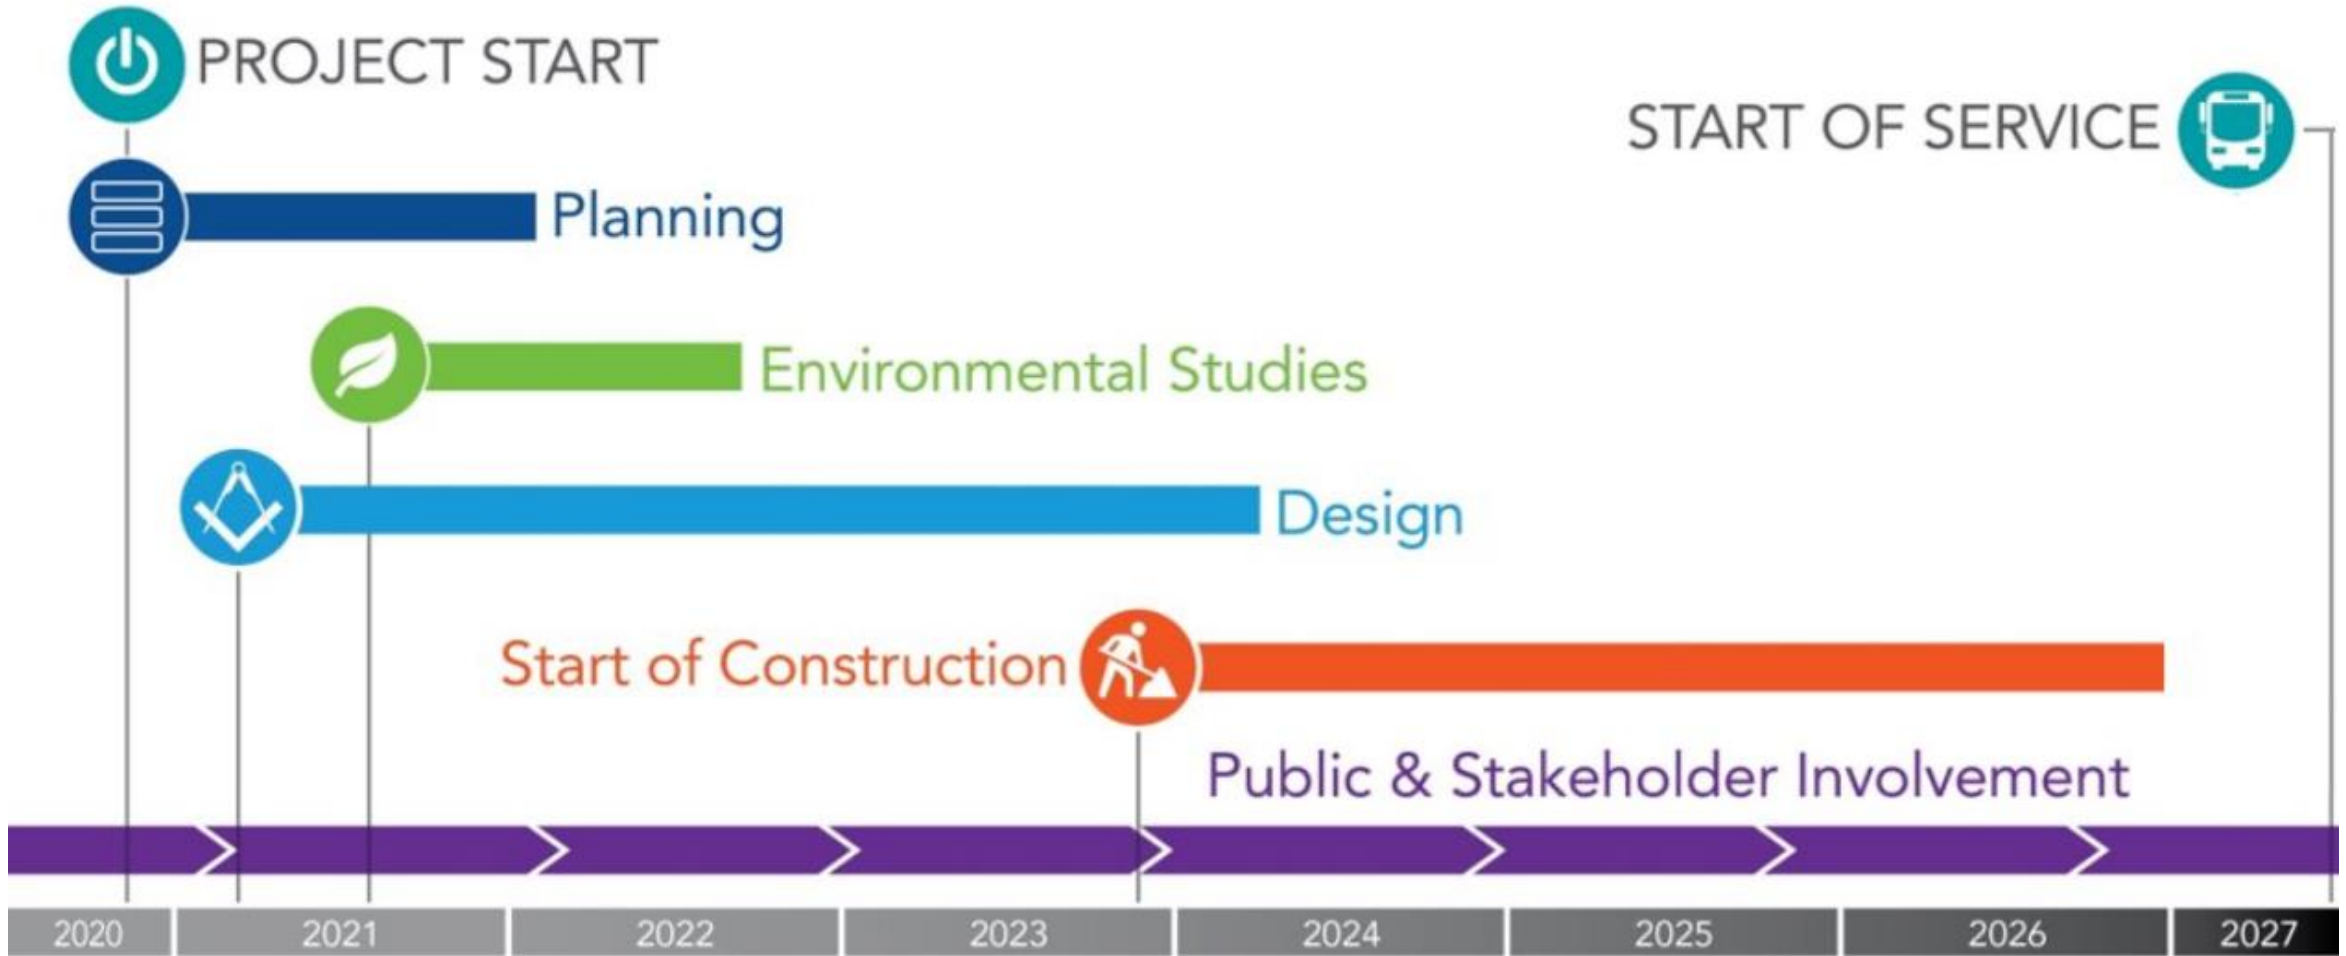 PROJECT START
START OF SERVICE
Planning
Environmental Studies
Design
Start of Construction
Public & Stakeholder Involvement
2020 2021 2022 2023 2024 2025 2026 2027